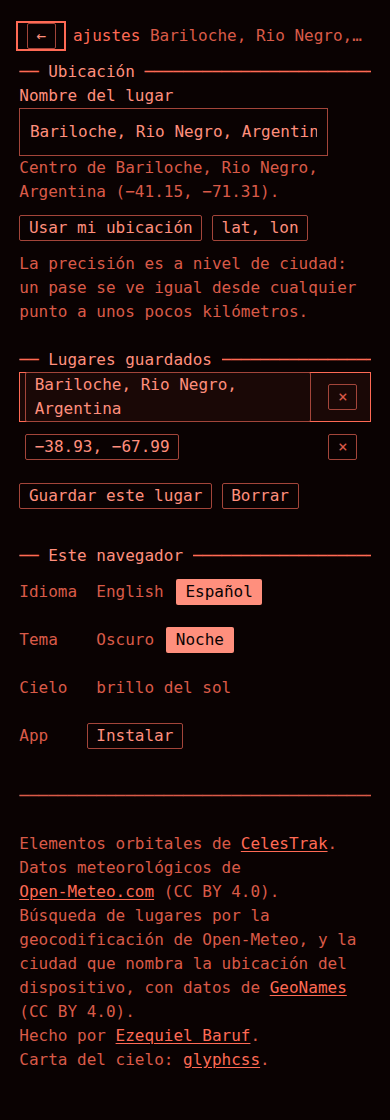 ← ajustes Bariloche, Rio Negro,…
Ubicación
Nombre del lugar
Bariloche, Rio Negro, Argentin
Centro de Bariloche, Rio Negro,
Argentina (−41.15, −71.31).
Usar mi ubicación lat, lon
La precisión es a nivel de ciudad:
un pase se ve igual desde cualquier
punto a unos pocos kilómetros.
Lugares guardados
Bariloche, Rio Negro,
Argentina ×
−38.93, −67.99 ×
Guardar este lugar Borrar
Este navegador
Idioma English Español
Tema Oscuro Noche
Cielo brillo del sol
App Instalar
Elementos orbitales de CelesTrak.
Datos meteorológicos de
Open-Meteo.com (CC BY 4.0).
Búsqueda de lugares por la
geocodificación de Open-Meteo, y la
ciudad que nombra la ubicación del
dispositivo, con datos de GeoNames
(CC BY 4.0).
Hecho por Ezequiel Baruf.
Carta del cielo: glyphcss.